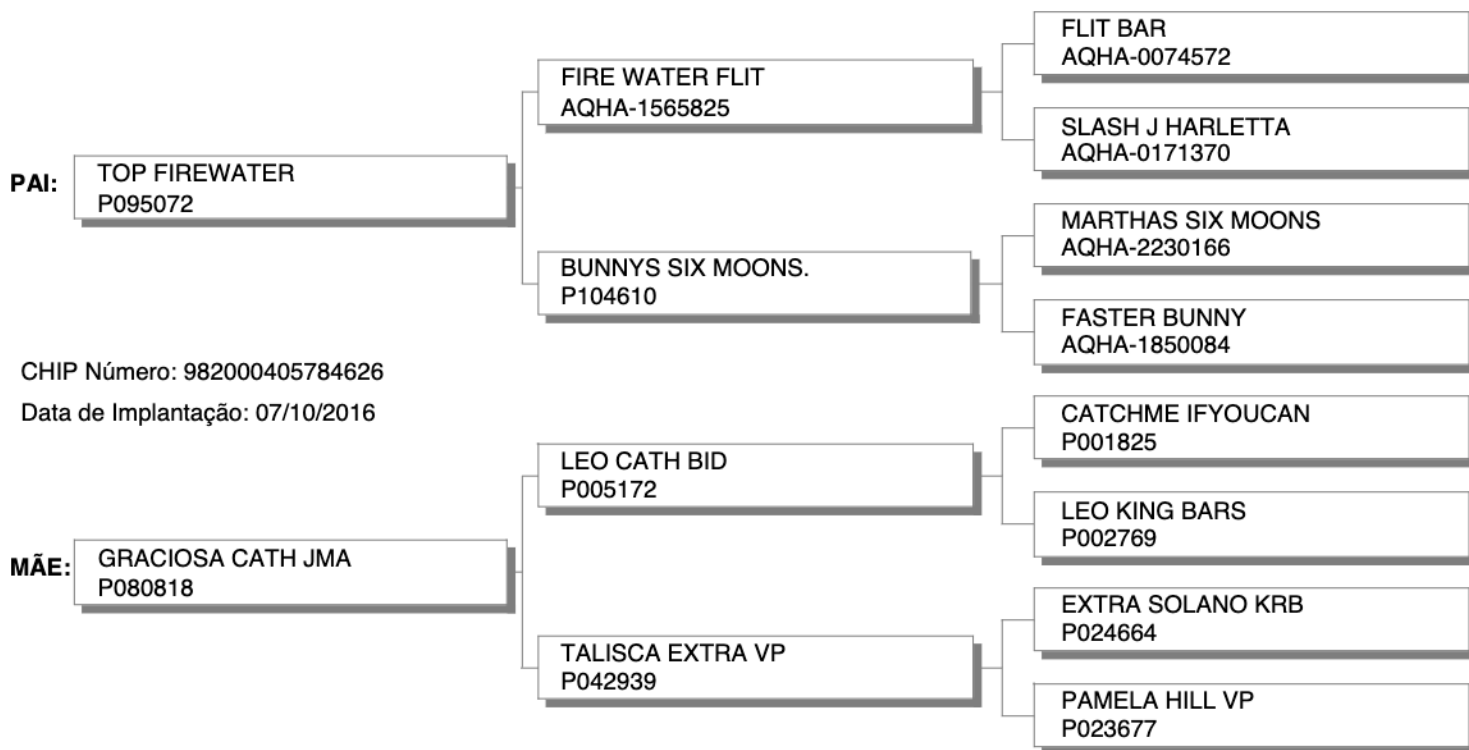 PAI:
TOP FIREWATER
P095072
FIRE WATER FLIT
AQHA-1565825
FLIT BAR
AQHA-0074572
SLASH J HARLETTA
AQHA-0171370
BUNNYS SIX MOONS.
P104610
MARTHAS SIX MOONS
AQHA-2230166
FASTER BUNNY
AQHA-1850084
CHIP Número: 982000405784626
Data de Implantação: 07/10/2016
MÃE:
GRACIOSA CATH JMA
P080818
LEO CATH BID
P005172
CATCHME IFYOUCAN
P001825
LEO KING BARS
P002769
TALISCA EXTRA VP
P042939
EXTRA SOLANO KRB
P024664
PAMELA HILL VP
P023677